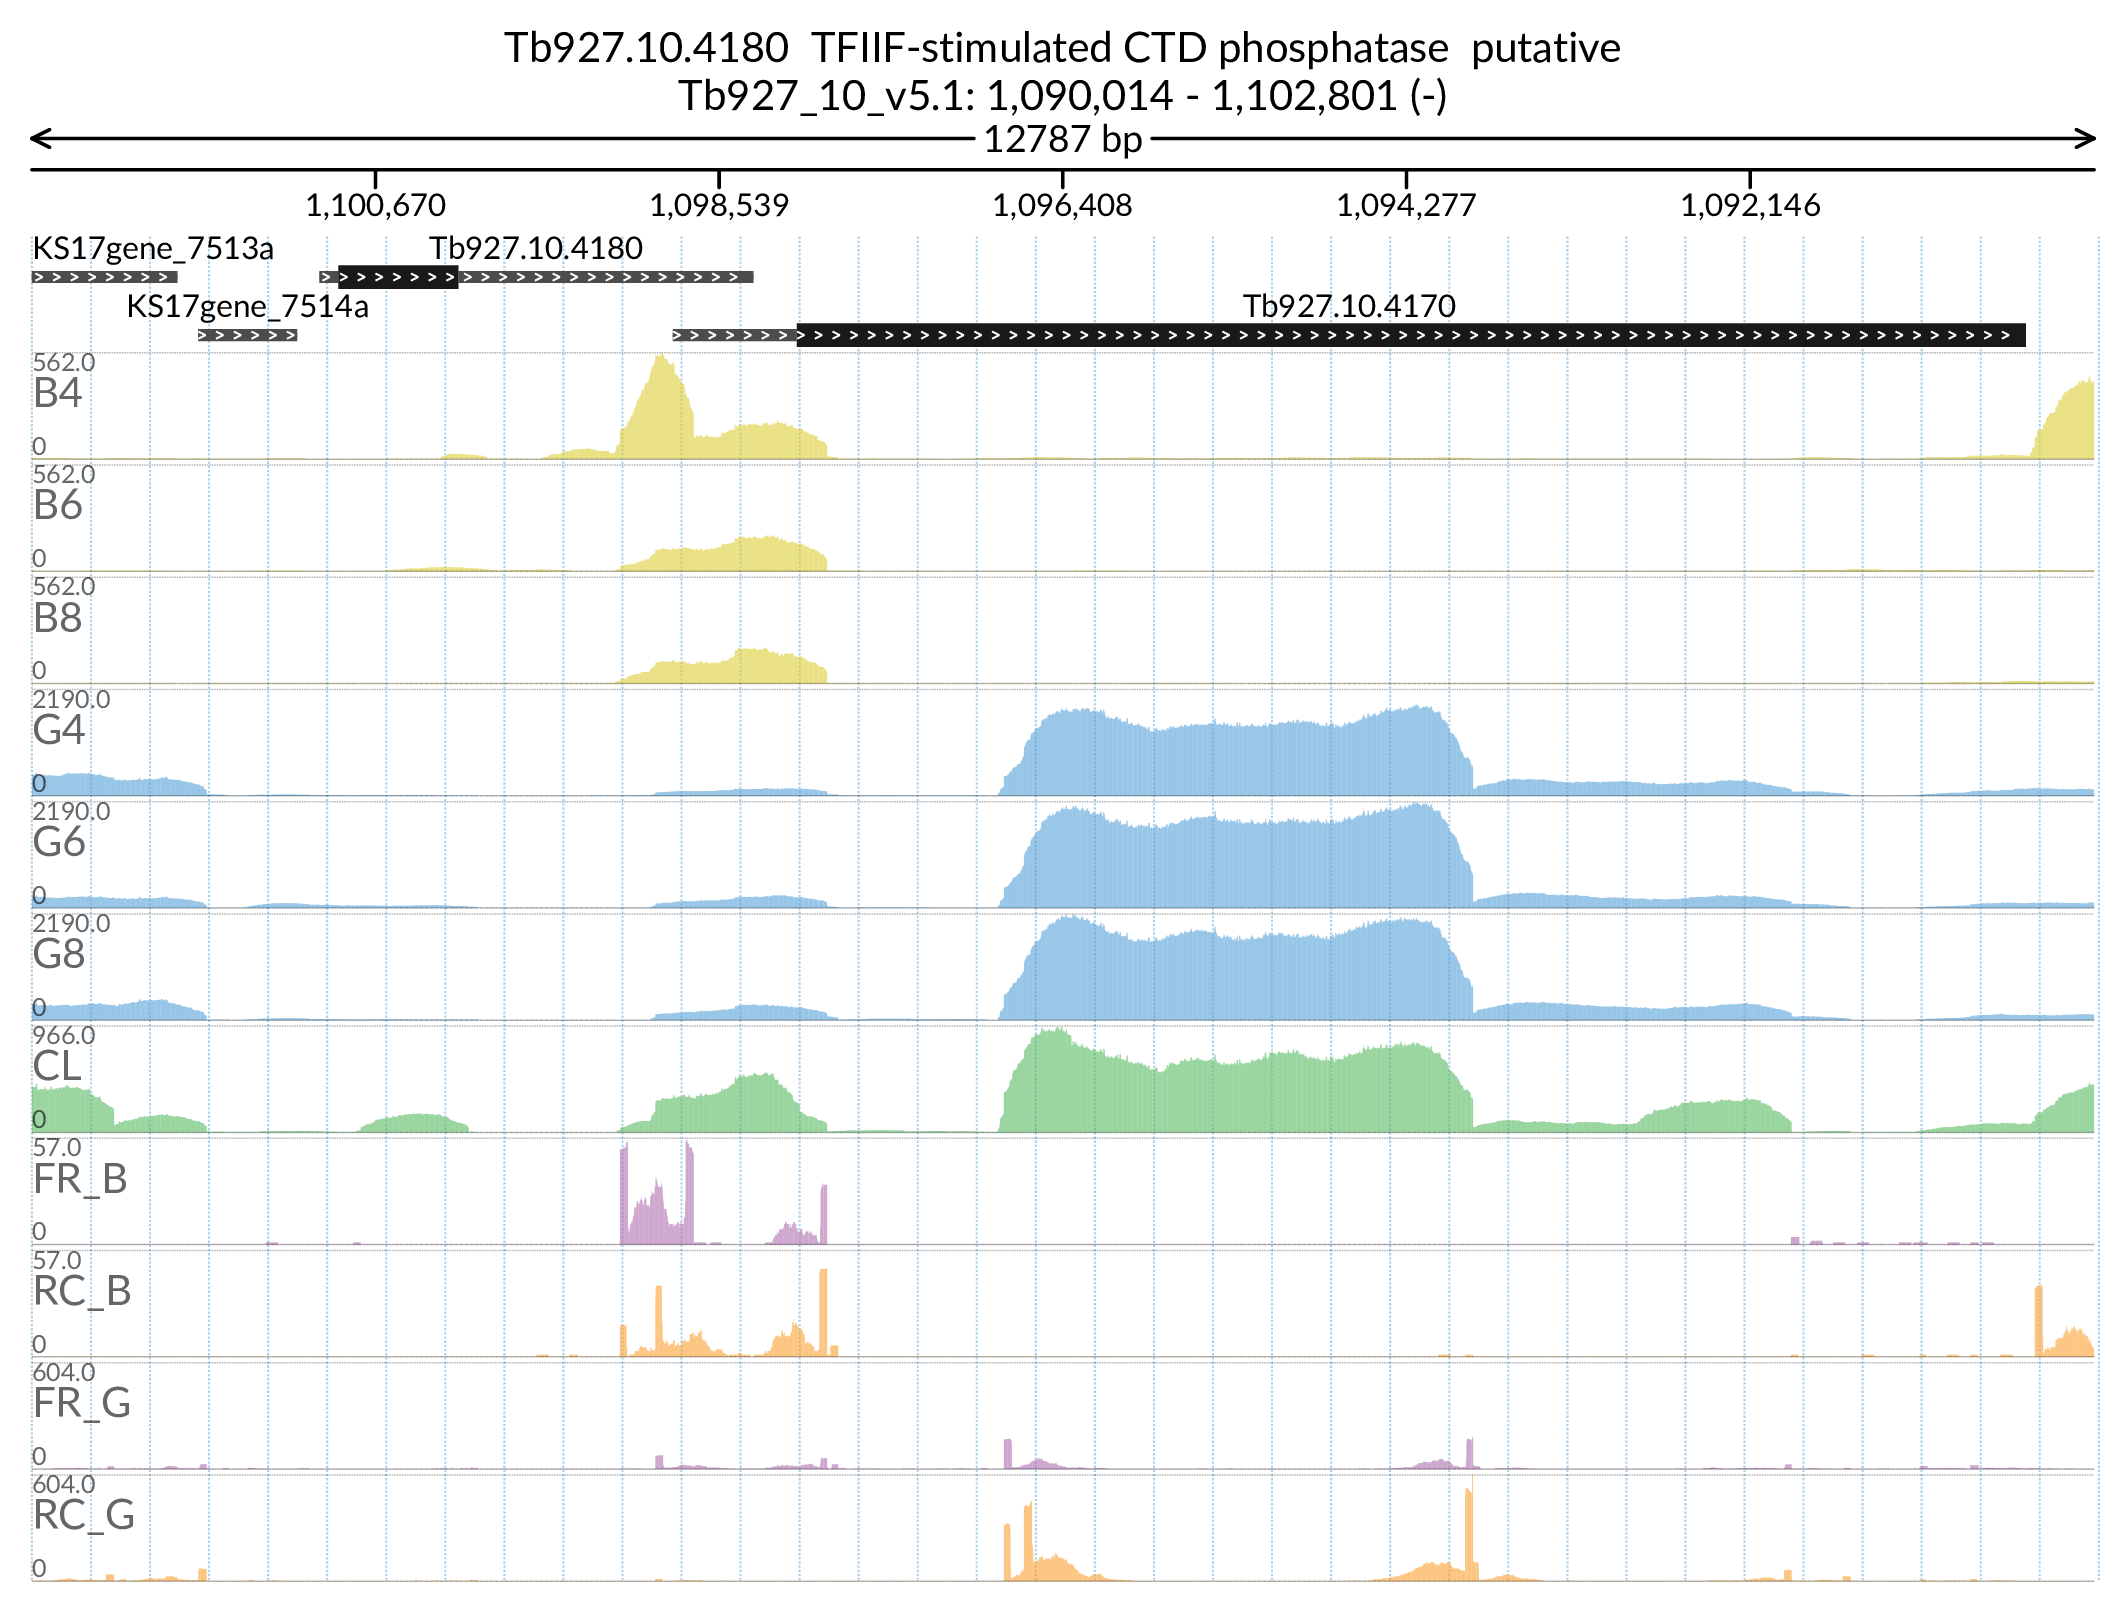 Tb927.10.4180  TFIIF-stimulated CTD phosphatase  putative
Tb927_10_v5.1: 1,090,014 - 1,102,801 (-)
12787 bp
1,100,670 1,098,539 1,096,408 1,094,277 1,092,146
KS17gene_7513a Tb927.10.4180
KS17gene_7514a Tb927.10.4170
562.0
B4
0
562.0
B6
0
562.0
B8
0
2190.0
G4
0
2190.0
G6
0
2190.0
G8
0
966.0
CL
0
57.0
FR_B
0
57.0
RC_B
0
604.0
FR_G
0
604.0
RC_G
0